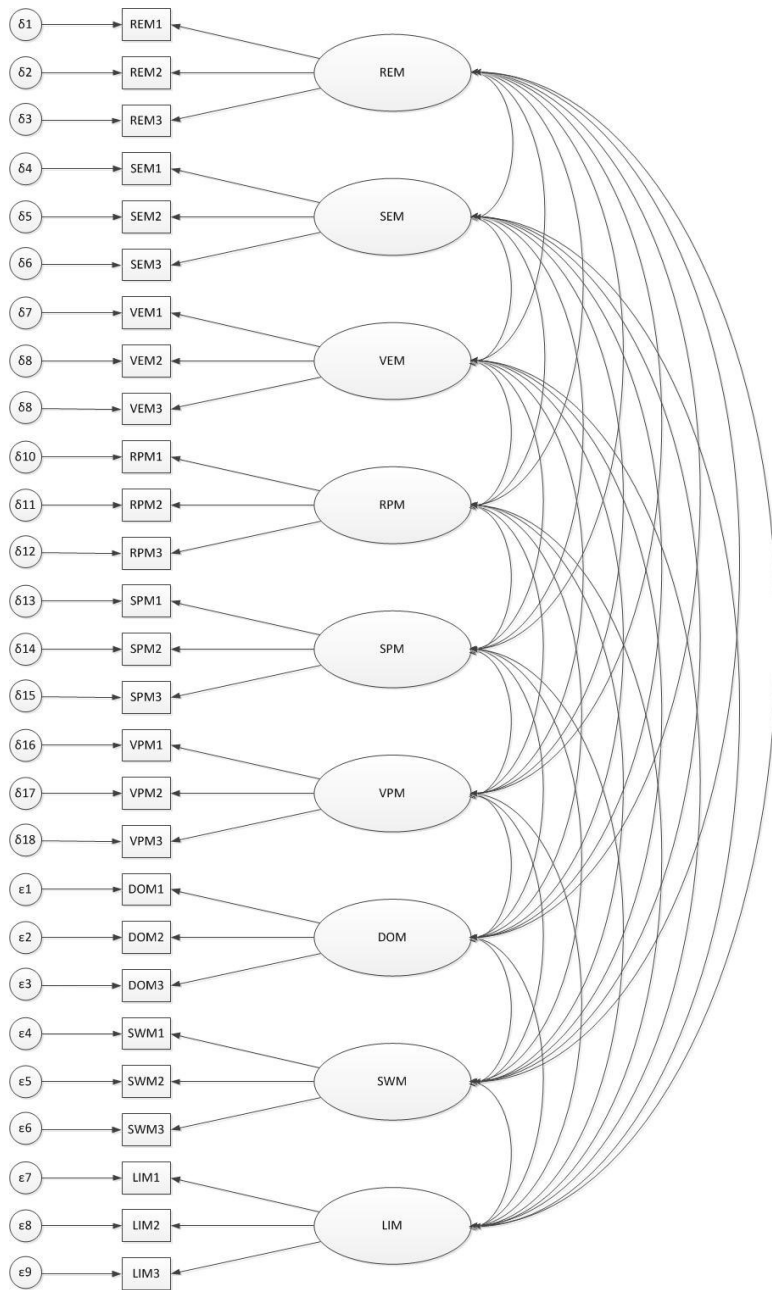 δ1 REM1
REM
δ2 REM2
δ3 REM3
δ4 SEM1
SEM
δ5 SEM2
δ6 SEM3
δ7 VEM1
VEM
δ8 VEM2
δ8 VEM3
δ10 RPM1
RPM
δ11 RPM2
δ12 RPM3
δ13 SPM1
SPM
δ14 SPM2
δ15 SPM3
δ16 VPM1
VPM
δ17 VPM2
δ18 VPM3
ε1 DOM1
DOM
ε2 DOM2
ε3 DOM3
ε4 SWM1
SWM
ε5 SWM2
ε6 SWM3
ε7 LIM1
LIM
ε8 LIM2
ε9 LIM3